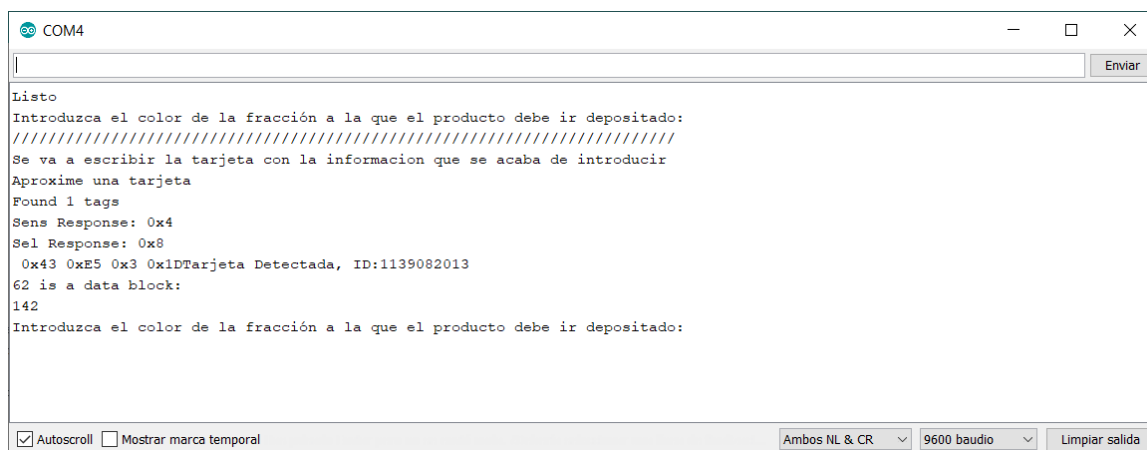 COM4
Enviar
Listo
Introduzca el color de la fracción a la que el producto debe ir depositado:
//////////////////////////////////////////////////////////////////////////
Se va a escribir la tarjeta con la informacion que se acaba de introducir
Aproxime una tarjeta
Found 1 tags
Sens Response: 0x4
Sel Response: 0x8
0x43 0xE5 0x3 0x1DTarjeta Detectada, ID:1139082013
62 is a data block:
142
Introduzca el color de la fracción a la que el producto debe ir depositado:
Autoscroll Mostrar marca temporal Ambos NL & CR 9600 baudio Limpiar salida